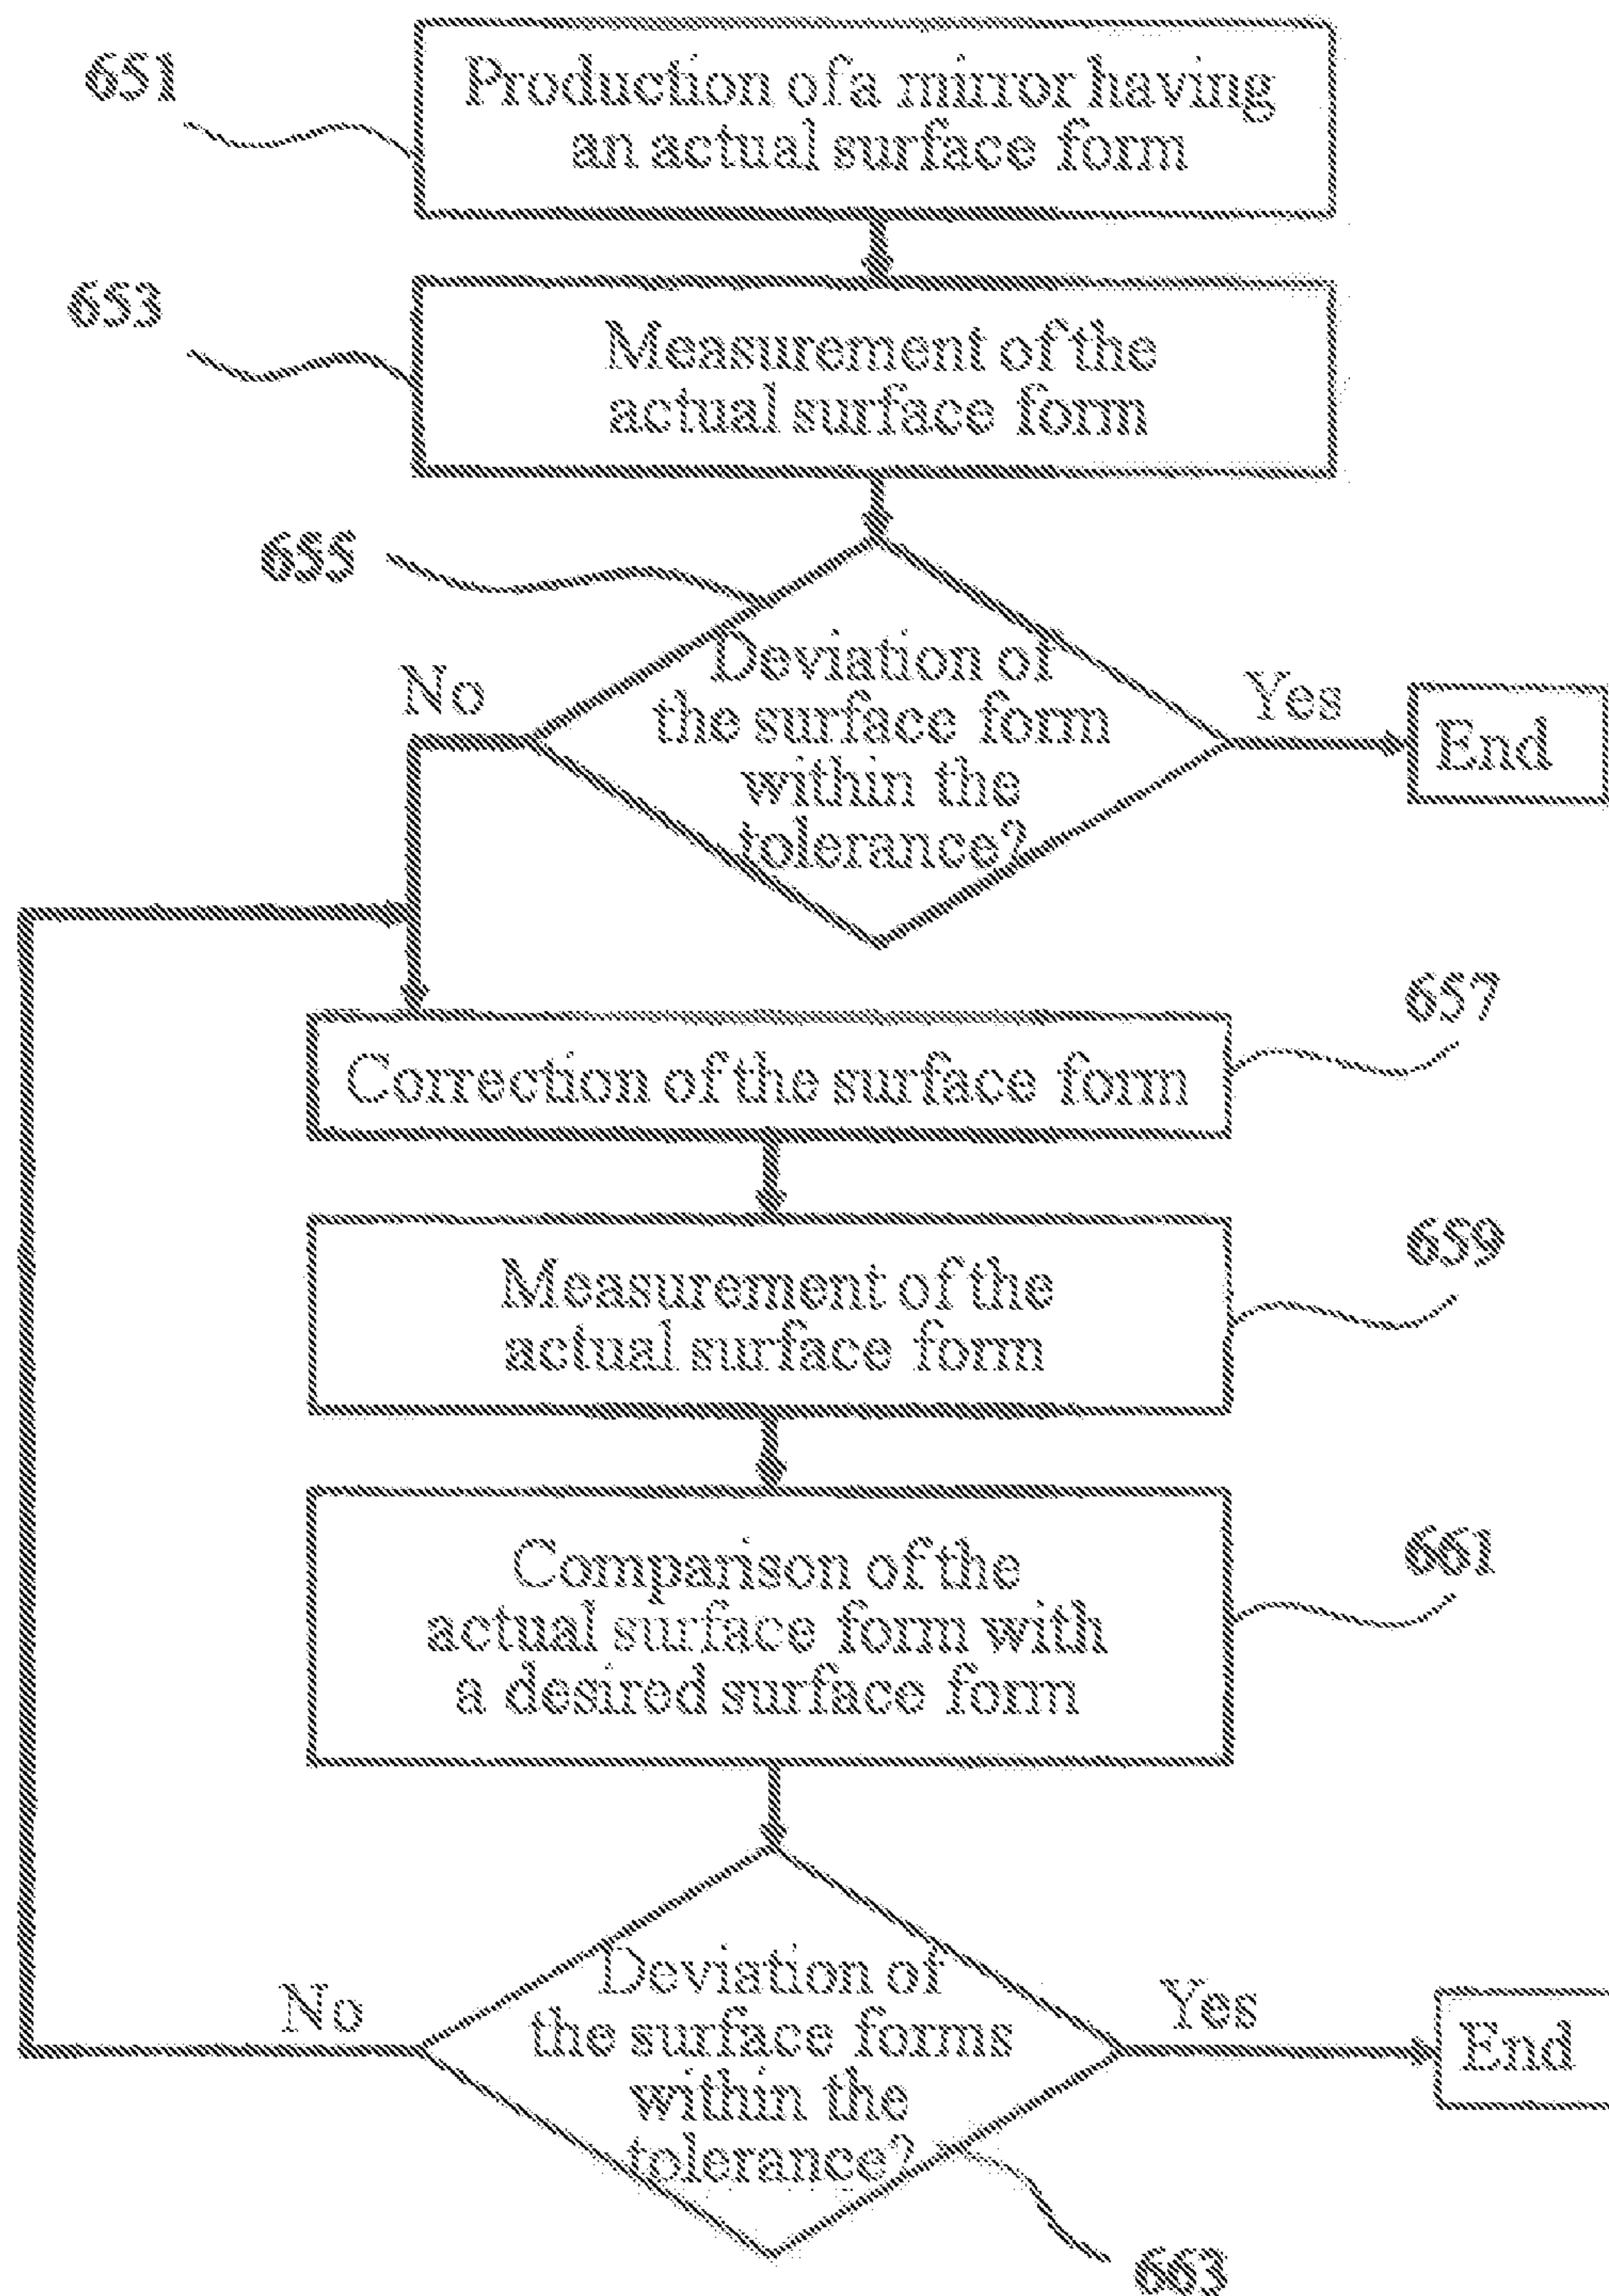 651
Production of a mirror having
an actual surface form
653
Measurement of the
actual surface form
655
Deviation of
the surface form
within the
tolerance?
No
Yes
End
657
Correction of the surface form
659
Measurement of the
actual surface form
661
Comparison of the
actual surface form with
a desired surface form
Deviation of
the surface forms
within the
tolerance?
No
Yes
End
663